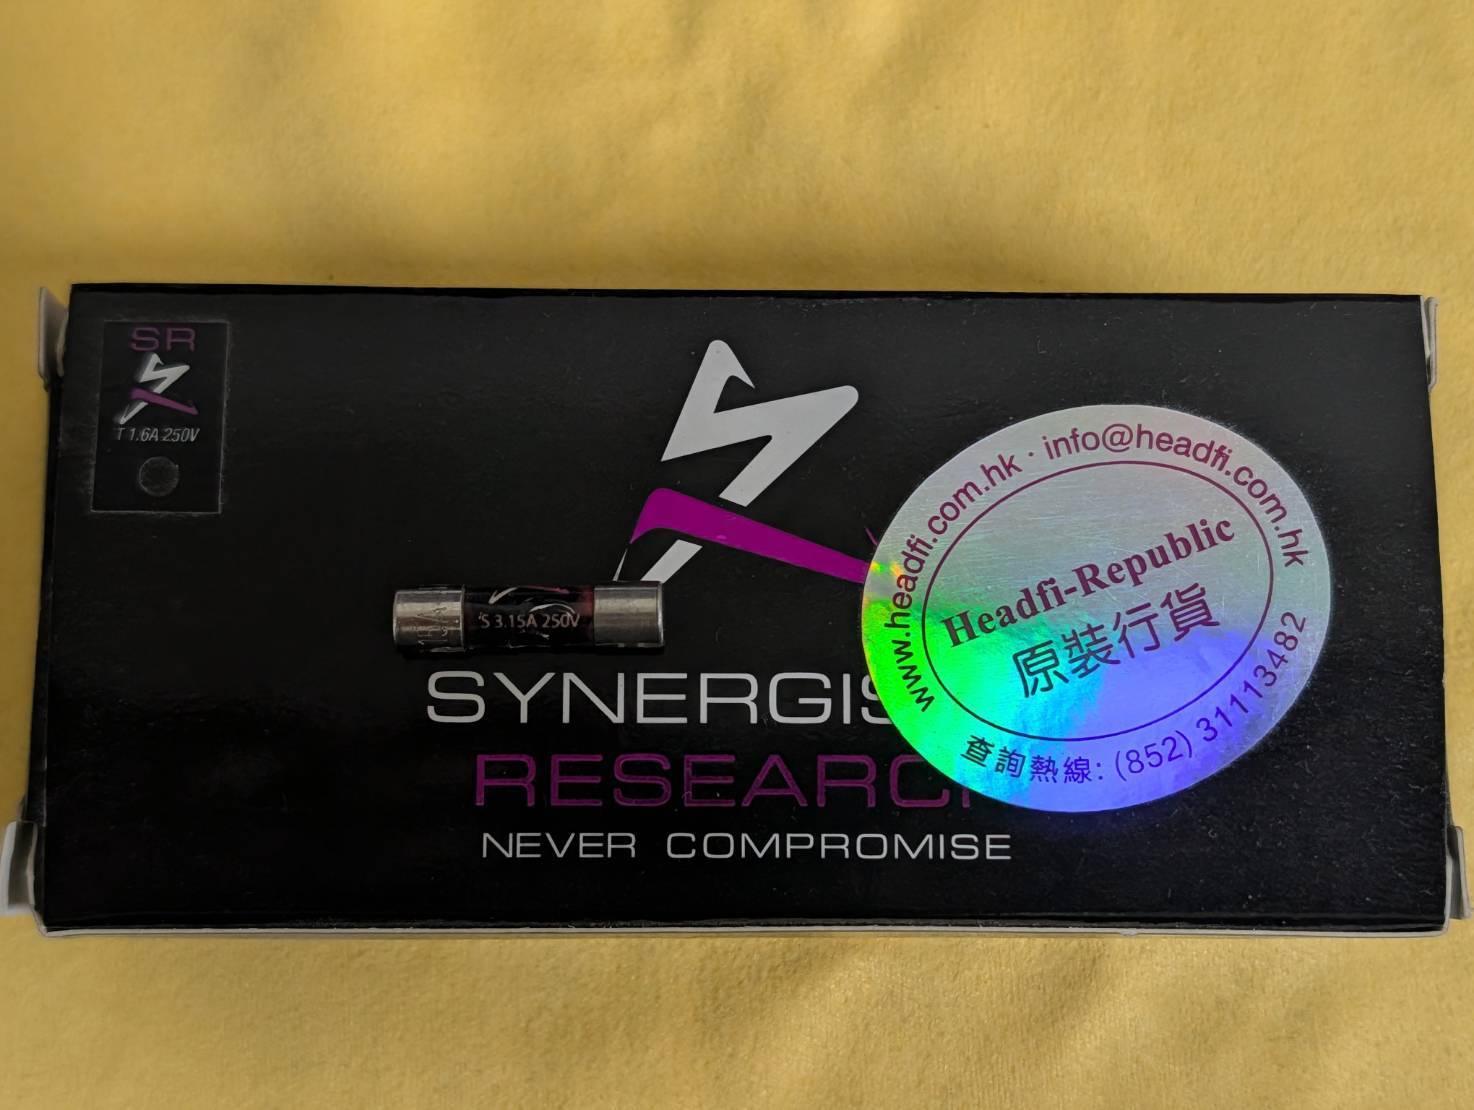 SR
T 1.6A 250V
'S 3.15A 250V
SYNERGIS
RESEARCH
NEVER COMPROMISE
www.headfi.com.hk · info@headfi.com.hk
Headfi-Republic
原裝行貨
查詢熱線: (852) 31113482